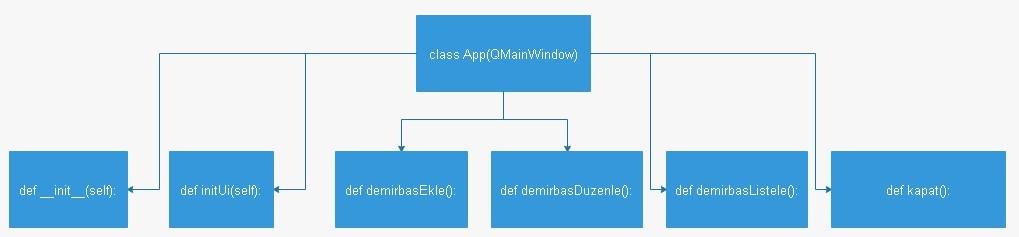 class App(QMainWindow)
def __init__(self):
def initUi(self):
def demirbasEkle():
def demirbasDuzenle():
def demirbasListele():
def kapat():